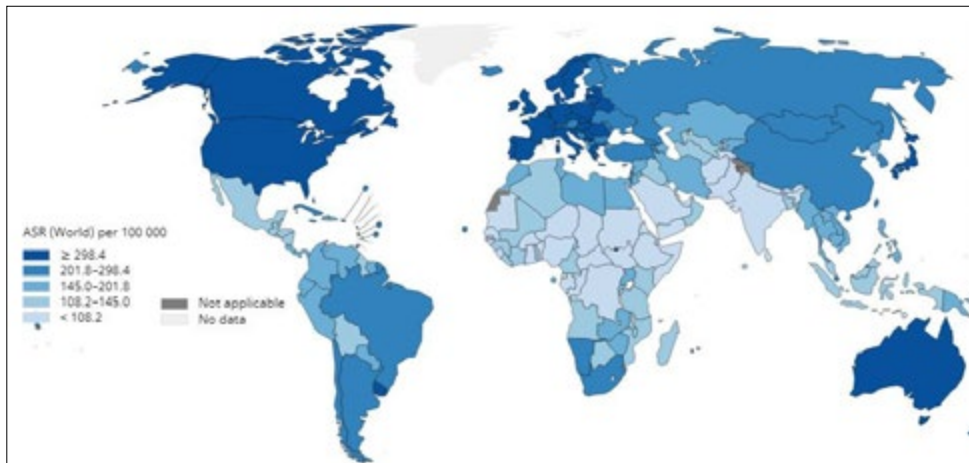 ASR (World) per 100 000
≥ 298.4
201.8–298.4
145.0–201.8
108.2–145.0
< 108.2
Not applicable
No data